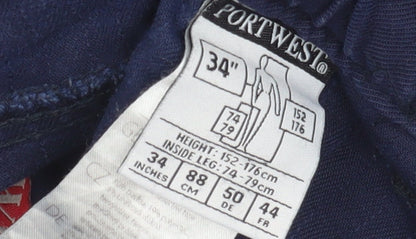 PORTWEST®
34"
152
176
74
79
HEIGHT: 152-176cm
INSIDE LEG: 74-79cm
34 88 50 44
INCHES CM DE FR